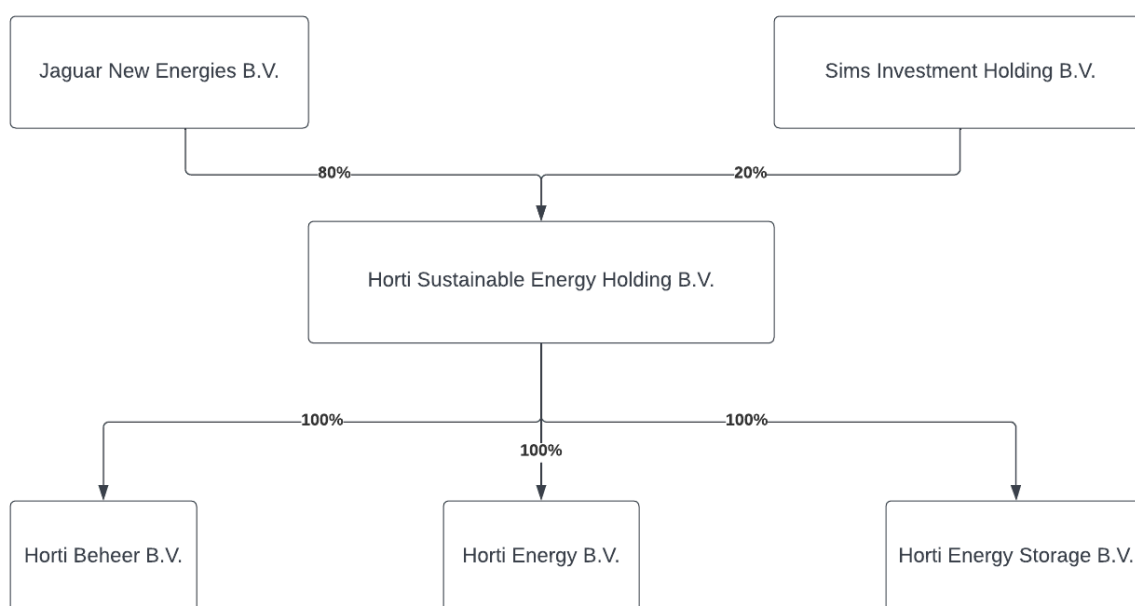 Jaguar New Energies B.V.
Sims Investment Holding B.V.
80%
20%
Horti Sustainable Energy Holding B.V.
100%
100%
100%
Horti Beheer B.V.
Horti Energy B.V.
Horti Energy Storage B.V.